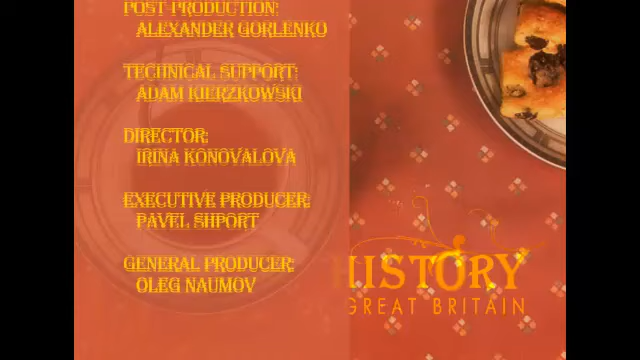 POST PRODUCTION:
ALEXANDER GORLENKO
TECHNICAL SUPPORT:
ADAM KIERZKOWSKI
DIRECTOR:
IRINA KONOVALOVA
EXECUTIVE PRODUCER:
PAVEL SHPORT
GENERAL PRODUCER:
OLEG NAUMOV
HISTORY
GREAT BRITAIN